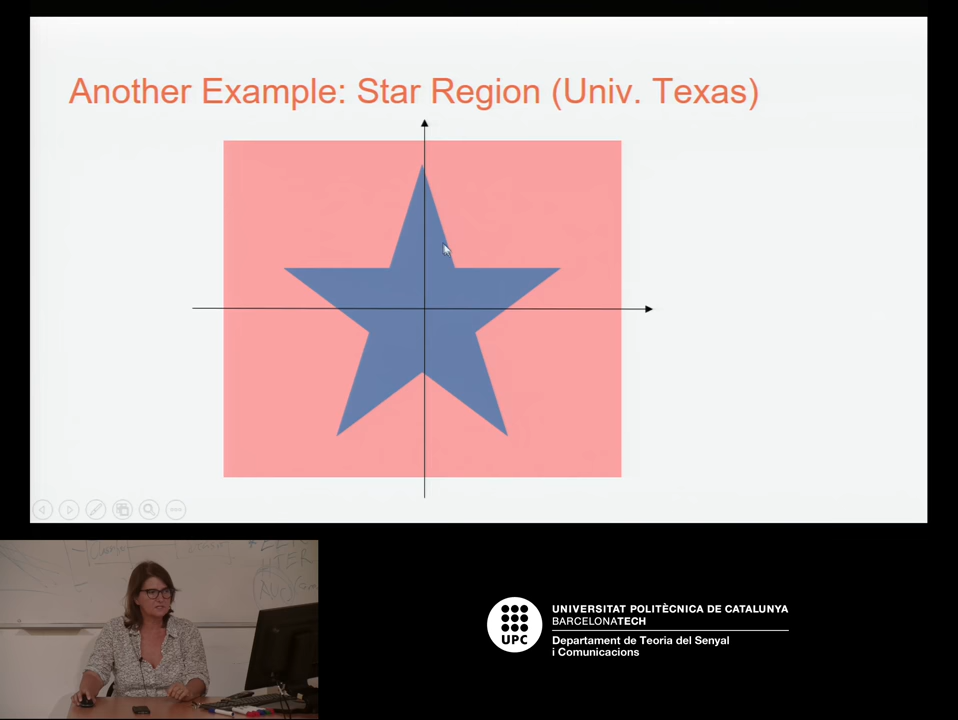 Another Example: Star Region (Univ. Texas)
UPC
UNIVERSITAT POLITÈCNICA DE CATALUNYA
BARCELONATECH
Departament de Teoria del Senyal
i Comunicacions